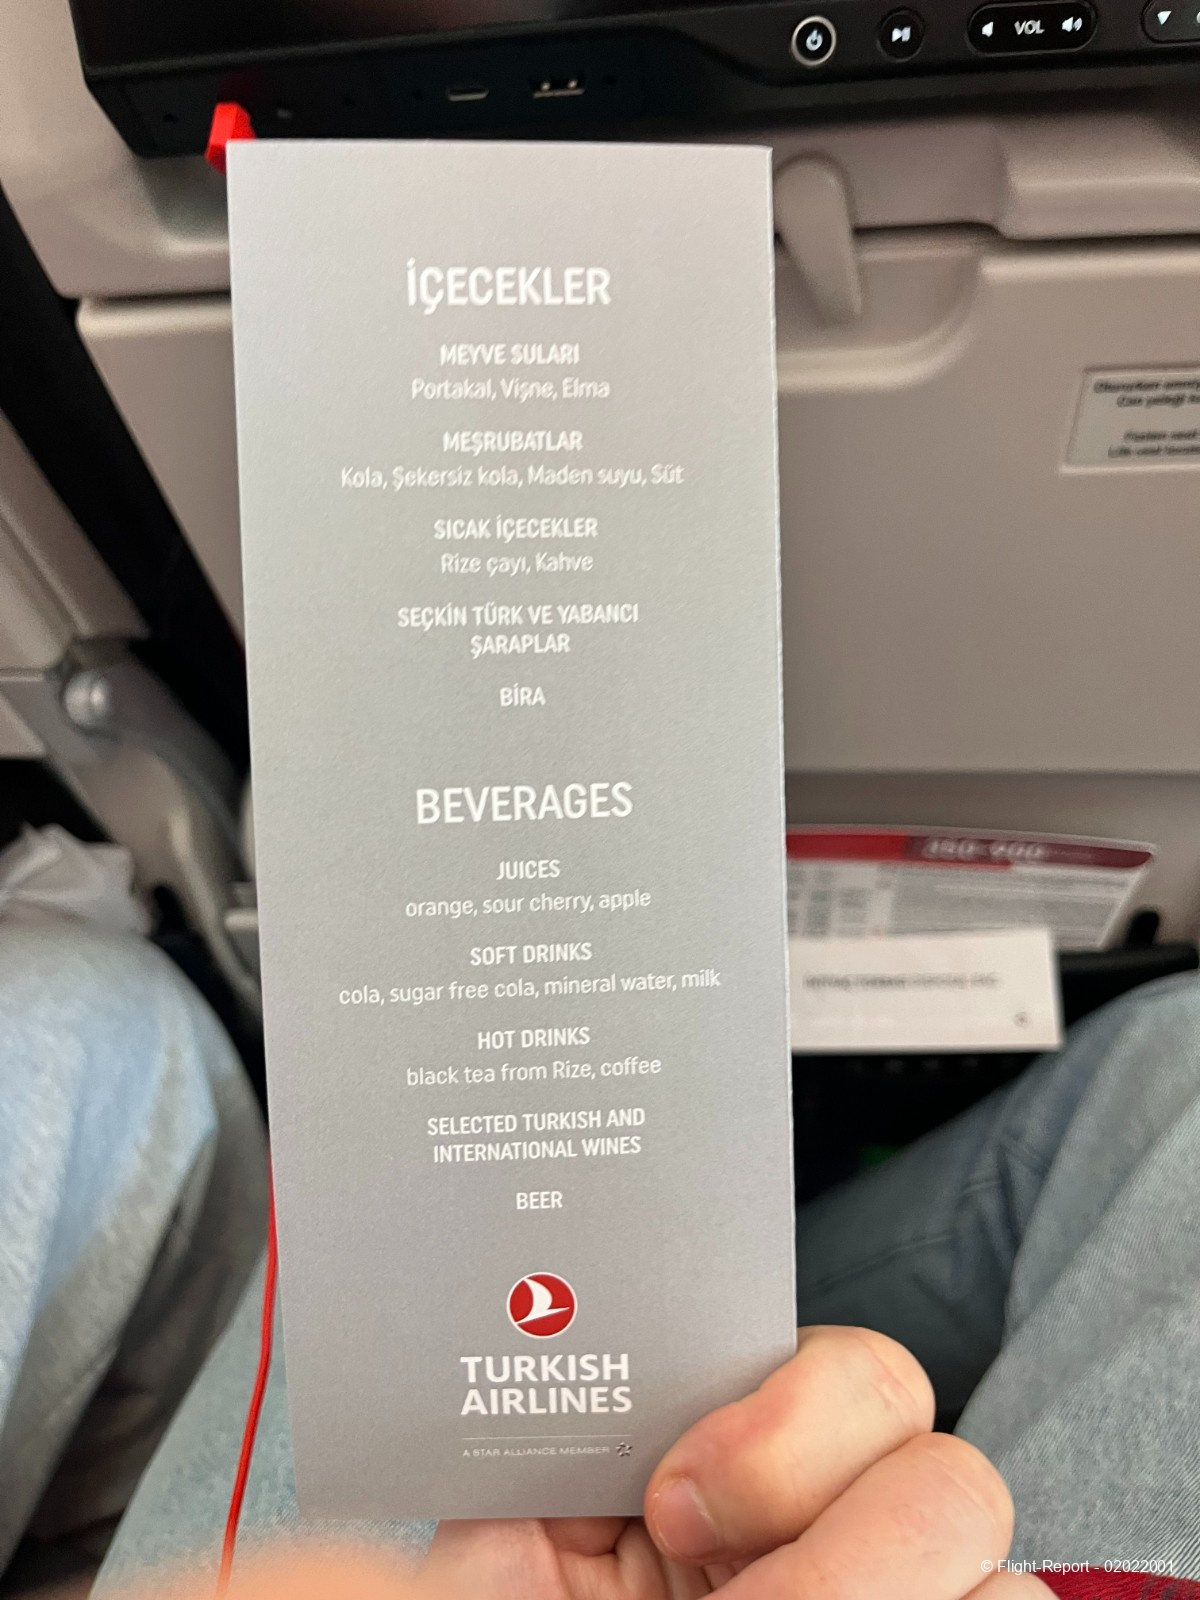 VOL
İÇECEKLER
MEYVE SULARI
Portakal, Vişne, Elma
MEŞRUBATLAR
Kola, Şekersiz kola, Maden suyu, Süt
SICAK İÇECEKLER
Rize çayı, Kahve
SEÇKİN TÜRK VE YABANCI
ŞARAPLAR
BİRA
BEVERAGES
JUICES
orange, sour cherry, apple
SOFT DRINKS
cola, sugar free cola, mineral water, milk
HOT DRINKS
black tea from Rize, coffee
SELECTED TURKISH AND
INTERNATIONAL WINES
BEER
TURKISH
AIRLINES
A STAR ALLIANCE MEMBER
© Flight-Report - 02022001